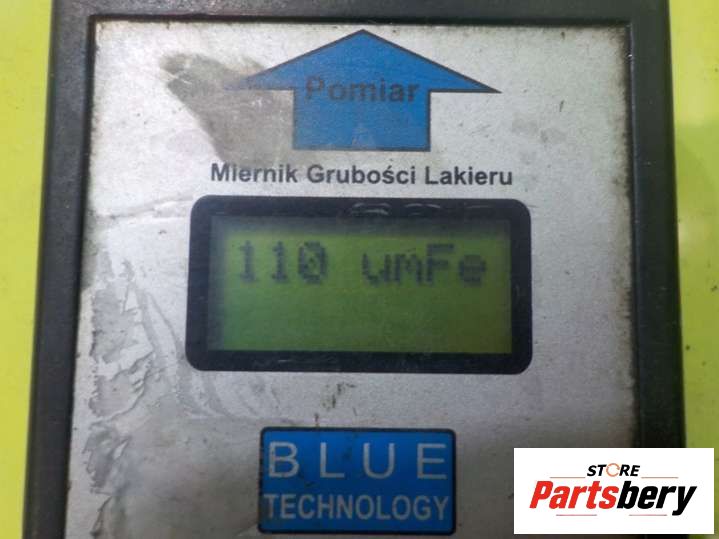 Pomiar
Miernik Grubości Lakieru
110 umFe
BLUE
TECHNOLOGY
STORE
Partsbery